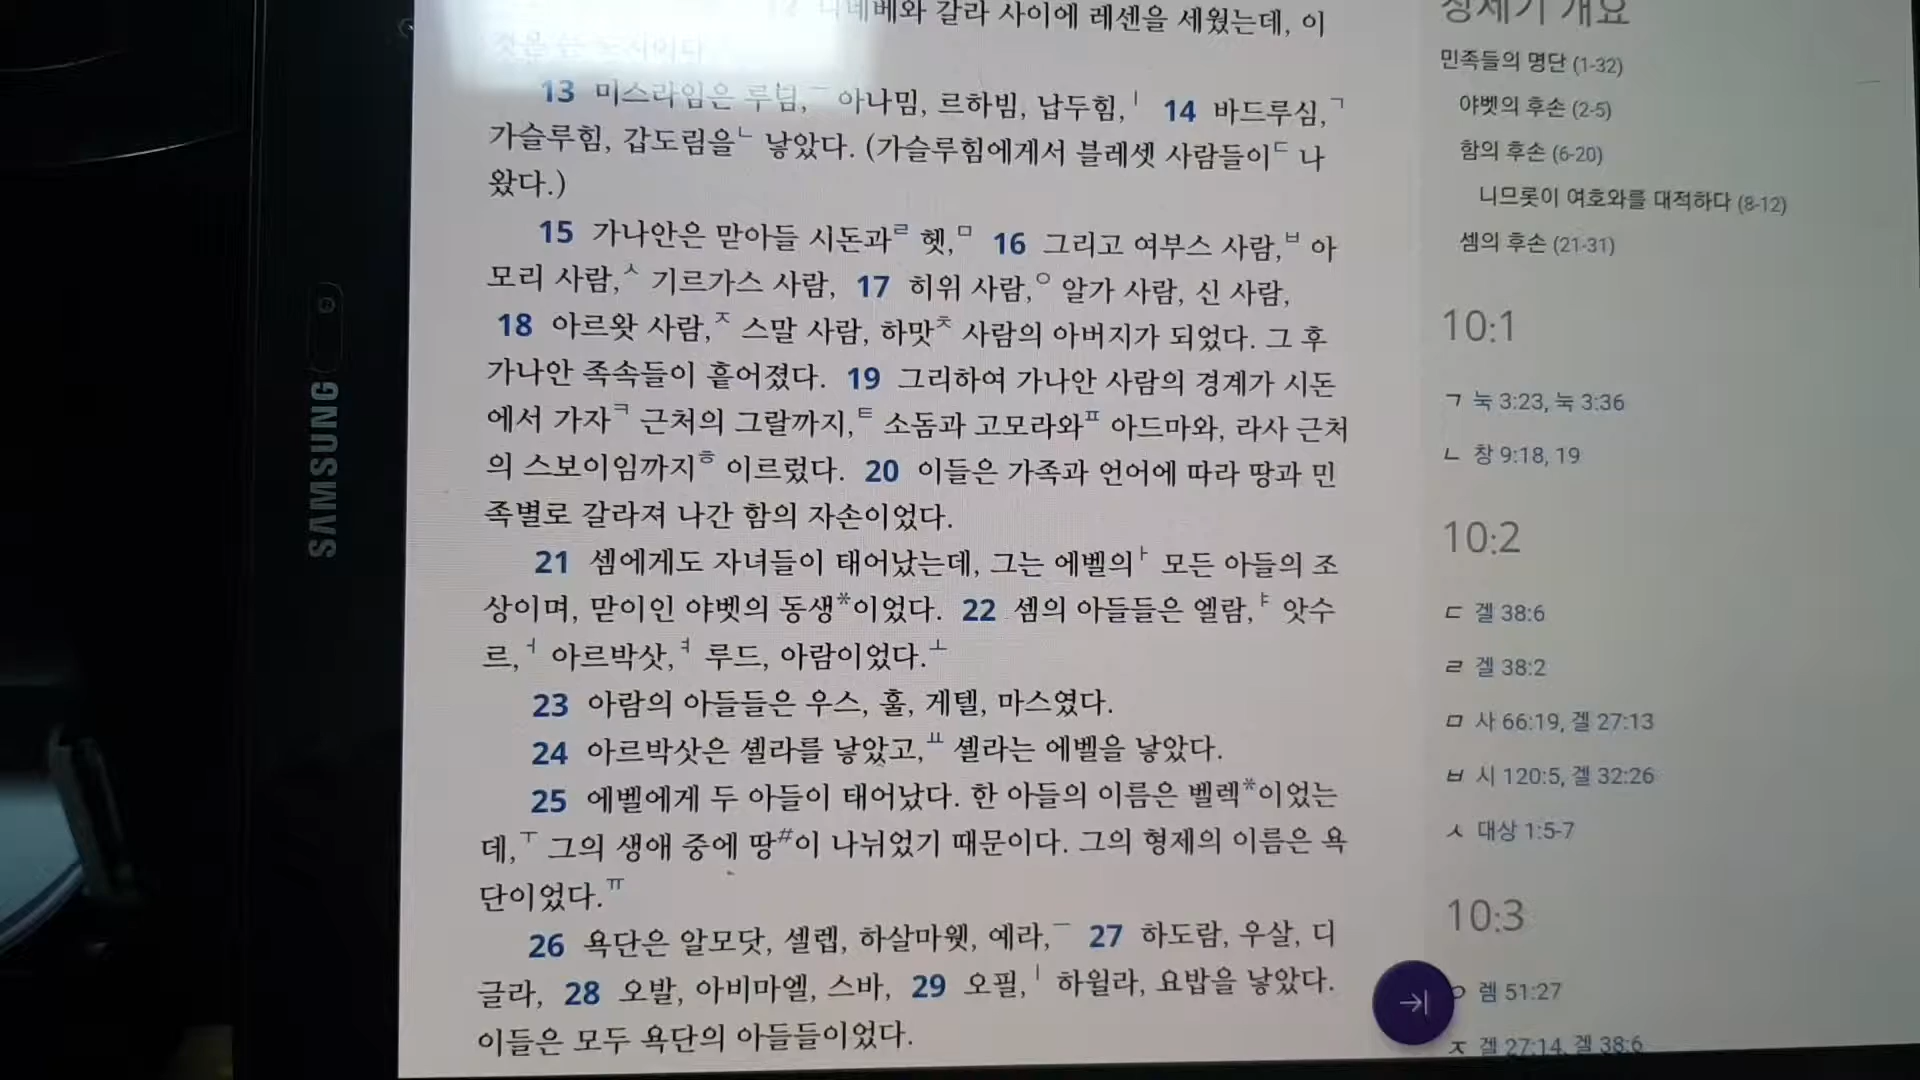 갈라 사이에 레센을 세웠는데, 이
13 미스라임은 루딤,ㅡ 아나밈, 르하빔, 납두힘,ㅣ 14 바드루심,ㄱ
가슬루힘, 갑도림을ㄴ 낳았다. (가슬루힘에게서 블레셋 사람들이ㄷ 나
왔다.)
15 가나안은 맏아들 시돈과ㄹ 헷,ㅁ 16 그리고 여부스 사람,ㅂ 아
모리 사람,ㅅ 기르가스 사람, 17 히위 사람,ㅇ 알가 사람, 신 사람,
18 아르왓 사람,ㅈ 스말 사람, 하맛ㅊ 사람의 아버지가 되었다. 그 후
가나안 족속들이 흩어졌다. 19 그리하여 가나안 사람의 경계가 시돈
에서 가자ㅋ 근처의 그랄까지,ㅌ 소돔과 고모라와ㅍ 아드마와, 라사 근처
의 스보이임까지ㅎ 이르렀다. 20 이들은 가족과 언어에 따라 땅과 민
족별로 갈라져 나간 함의 자손이었다.
21 셈에게도 자녀들이 태어났는데, 그는 에벨의ㅏ 모든 아들의 조
상이며, 맏이인 야벳의 동생*이었다. 22 셈의 아들들은 엘람,ㅑ 앗수
르,ㅓ 아르박삿,ㅕ 루드, 아람이었다.ㅗ
23 아람의 아들들은 우스, 훌, 게텔, 마스였다.
24 아르박삿은 셸라를 낳았고,ㅛ 셸라는 에벨을 낳았다.
25 에벨에게 두 아들이 태어났다. 한 아들의 이름은 벨렉*이었는
데,ㅜ 그의 생애 중에 땅#이 나뉘었기 때문이다. 그의 형제의 이름은 욕
단이었다.ㅠ
26 욕단은 알모닷, 셀렙, 하살마웻, 예라,ㅡ 27 하도람, 우살, 디
글라, 28 오발, 아비마엘, 스바, 29 오필,ㅣ 하윌라, 요밥을 낳았다.
이들은 모두 욕단의 아들들이었다.
창세기 개요
민족들의 명단 (1-32)
야벳의 후손 (2-5)
함의 후손 (6-20)
니므롯이 여호와를 대적하다 (8-12)
셈의 후손 (21-31)
10:1
ㄱ 눅 3:23, 눅 3:36
ㄴ 창 9:18, 19
10:2
ㄷ 겔 38:6
ㄹ 겔 38:2
ㅁ 사 66:19, 겔 27:13
ㅂ 시 120:5, 겔 32:26
ㅅ 대상 1:5-7
10:3
ㅇ 렘 51:27
ㅈ 겔 27:14, 겔 38:6
SAMSUNG